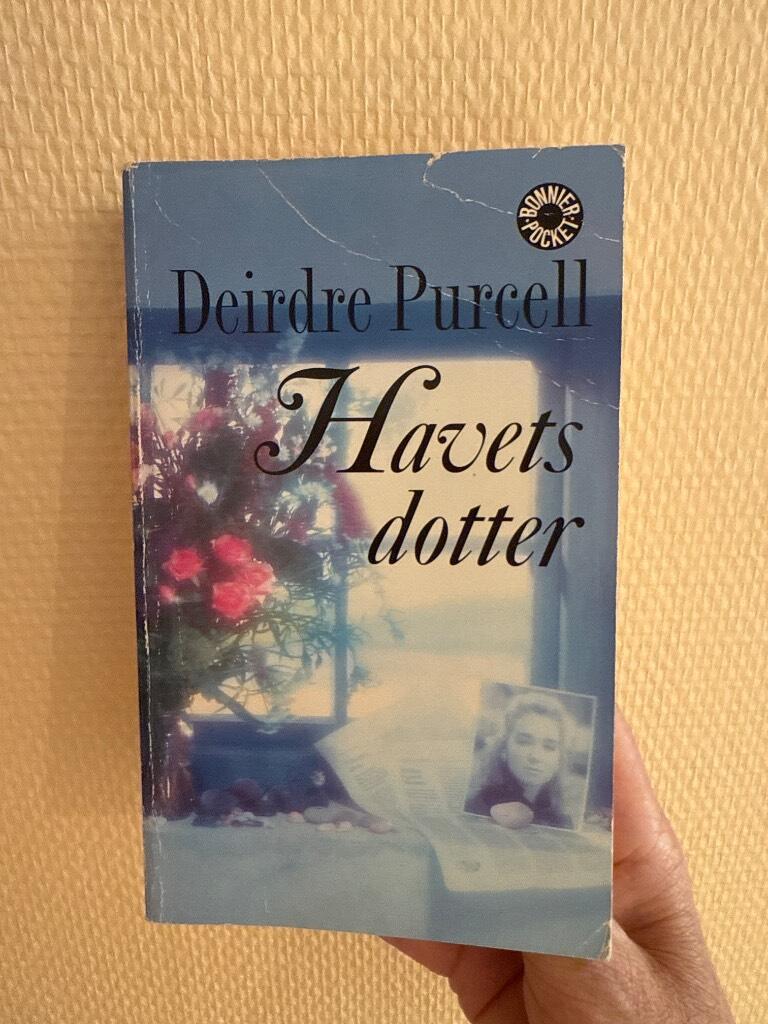 BONNIER
POCKET
Deirdre Purcell
Havets
dotter